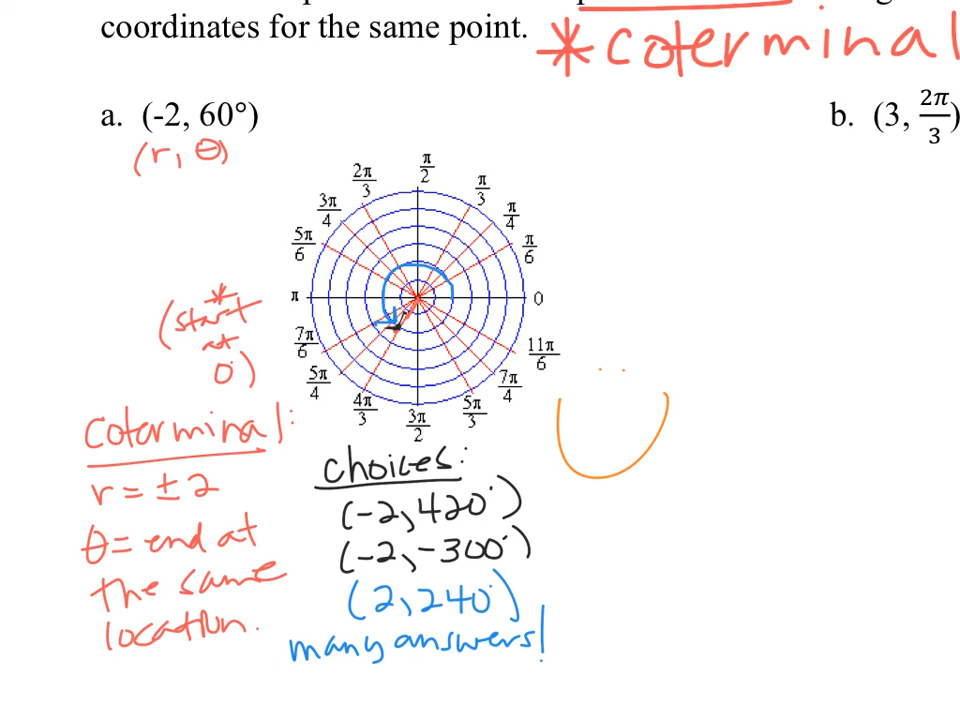 coordinates for the same point. *coterminal
a. (-2, 60°)
b. (3, 2π/3)
(r, θ)
π/2
2π/3
π/3
3π/4
π/4
5π/6
π/6
π
0
(*start at 0°)
7π/6
11π/6
5π/4
7π/4
4π/3
5π/3
3π/2
coterminal:
r = ±2
θ = end at
the same
location.
choices:
(-2, 420°)
(-2, -300°)
(2, 240°)
many answers!